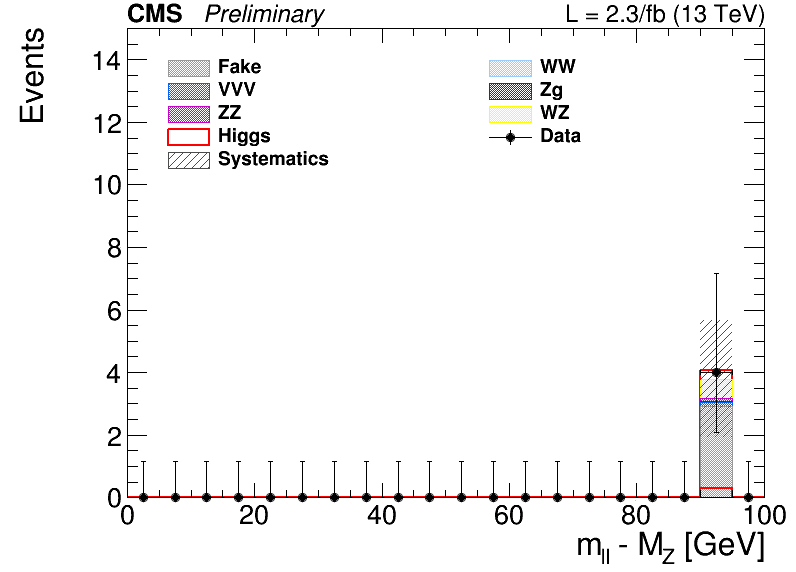 CMS Preliminary L = 2.3/fb (13 TeV)
Events
14
12
10
8
6
4
2
0
Fake
VVV
ZZ
Higgs
Systematics
WW
Zg
WZ
Data
0 20 40 60 80 100
m_ll - M_Z [GeV]